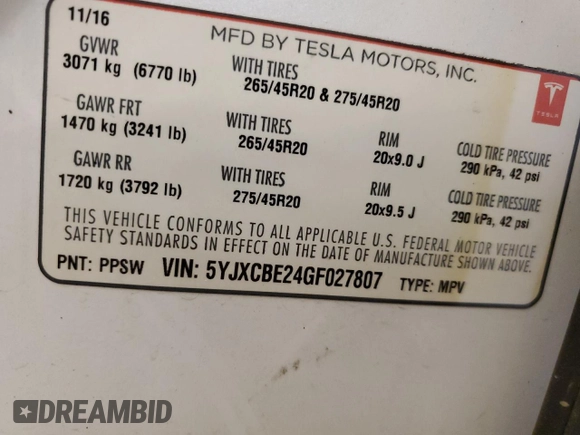 11/16
MFD BY TESLA MOTORS, INC.
GVWR
3071 kg (6770 lb)
WITH TIRES
265/45R20 & 275/45R20
TESLA
GAWR FRT
1470 kg (3241 lb)
WITH TIRES
265/45R20
RIM
20x9.0 J
COLD TIRE PRESSURE
290 kPa, 42 psi
GAWR RR
1720 kg (3792 lb)
WITH TIRES
275/45R20
RIM
20x9.5 J
COLD TIRE PRESSURE
290 kPa, 42 psi
THIS VEHICLE CONFORMS TO ALL APPLICABLE U.S. FEDERAL MOTOR VEHICLE
SAFETY STANDARDS IN EFFECT ON THE DATE OF MANUFACTURE SHOWN ABOVE.
PNT: PPSW VIN: 5YJXCBE24GF027807 TYPE: MPV
DREAMBID